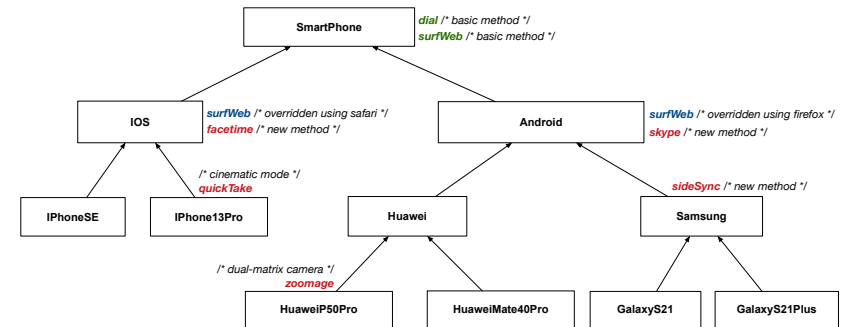 SmartPhone
dial /* basic method */
surfWeb /* basic method */
IOS
surfWeb /* overridden using safari */
facetime /* new method */
Android
surfWeb /* overridden using firefox */
skype /* new method */
/* cinematic mode */
quickTake
sideSync /* new method */
IPhoneSE
IPhone13Pro
Huawei
Samsung
/* dual-matrix camera */
zoomage
HuaweiP50Pro
HuaweiMate40Pro
GalaxyS21
GalaxyS21Plus